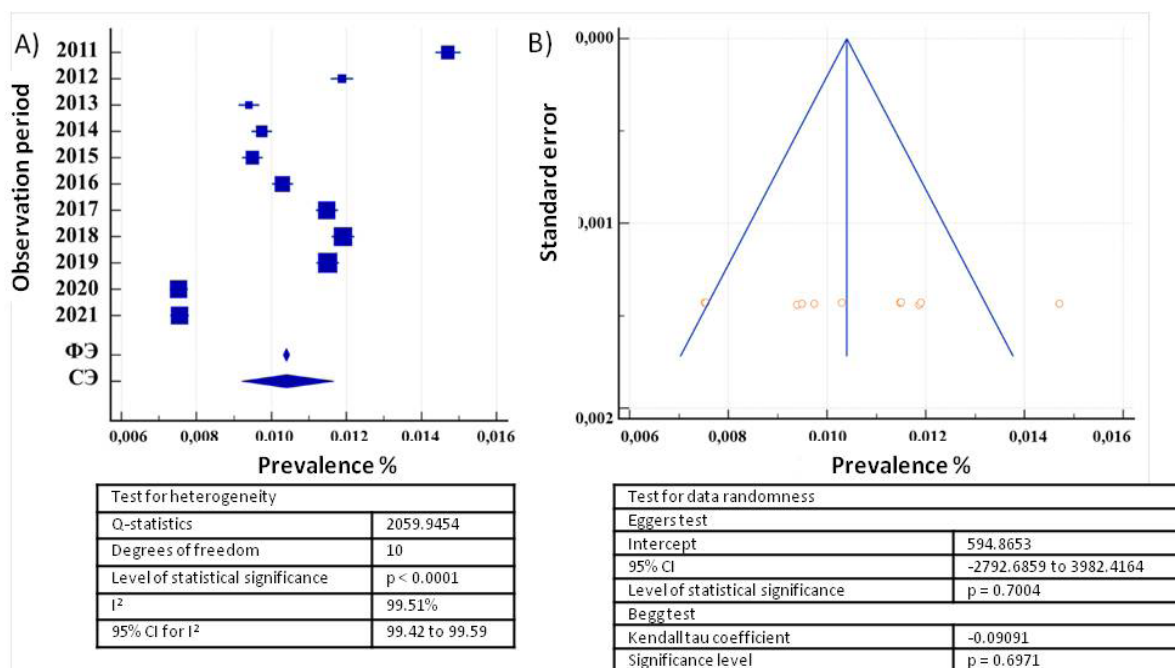 A)
Observation period
2011
2012
2013
2014
2015
2016
2017
2018
2019
2020
2021
ФЭ
СЭ
0,006 0,008 0.010 0,012 0,014 0,016
Prevalence %
Test for heterogeneity
Q-statistics 2059.9454
Degrees of freedom 10
Level of statistical significance p < 0.0001
I² 99.51%
95% CI for I² 99.42 to 99.59
B)
Standard error
0,000
0,001
0,002
0,006 0,008 0.010 0,012 0,014 0,016
Prevalence %
Test for data randomness
Eggers test
Intercept 594.8653
95% CI -2792.6859 to 3982.4164
Level of statistical significance p = 0.7004
Begg test
Kendall tau coefficient -0.09091
Significance level p = 0.6971